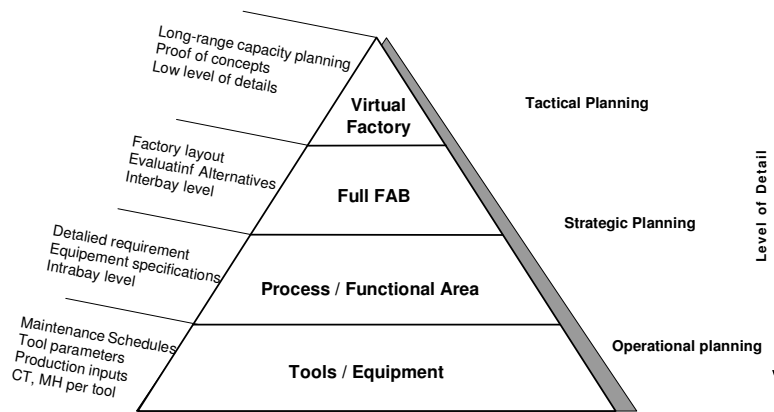 Long-range capacity planning
Proof of concepts
Low level of details
Virtual
Factory
Tactical Planning
Factory layout
Evaluatinf Alternatives
Interbay level
Full FAB
Strategic Planning
Level of Detail
Detalied requirement
Equipement specifications
Intrabay level
Process / Functional Area
Maintenance Schedules
Tool parameters
Production inputs
CT, MH per tool
Tools / Equipment
Operational planning